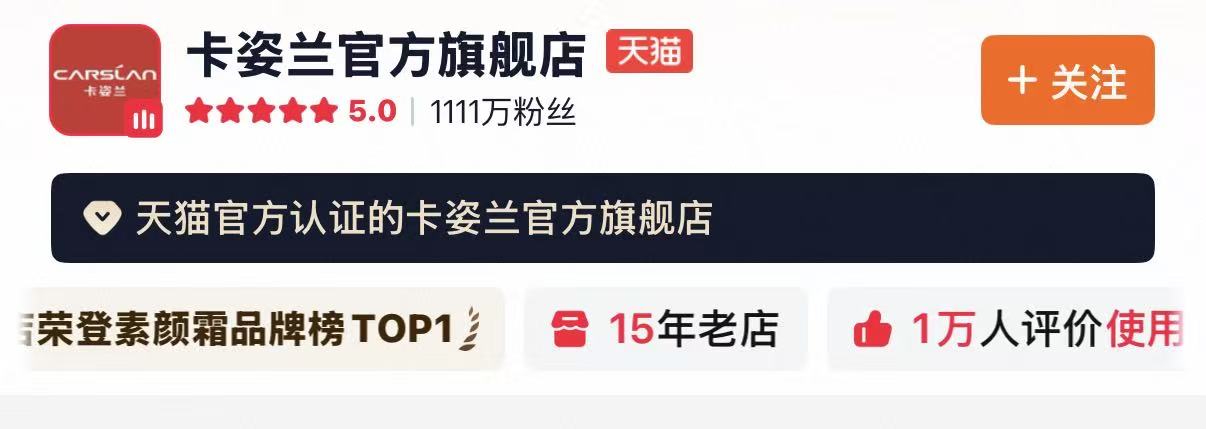 卡姿兰官方旗舰店 天猫
CARSLAN
卡姿兰
5.0 | 1111万粉丝
+ 关注
天猫官方认证的卡姿兰官方旗舰店
荣登素颜霜品牌榜TOP1
15年老店
1万人评价使用